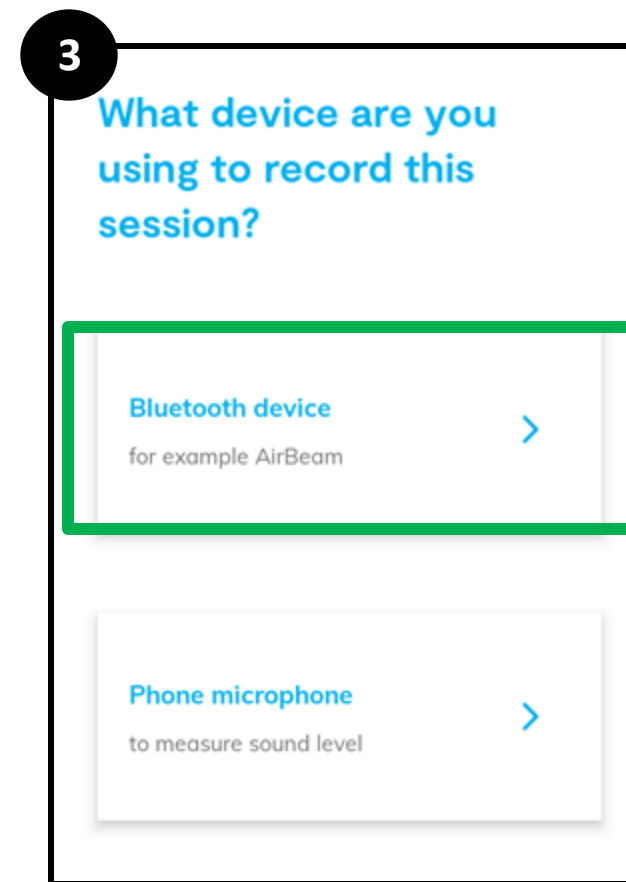 3
What device are you
using to record this
session?
Bluetooth device
for example AirBeam
Phone microphone
to measure sound level